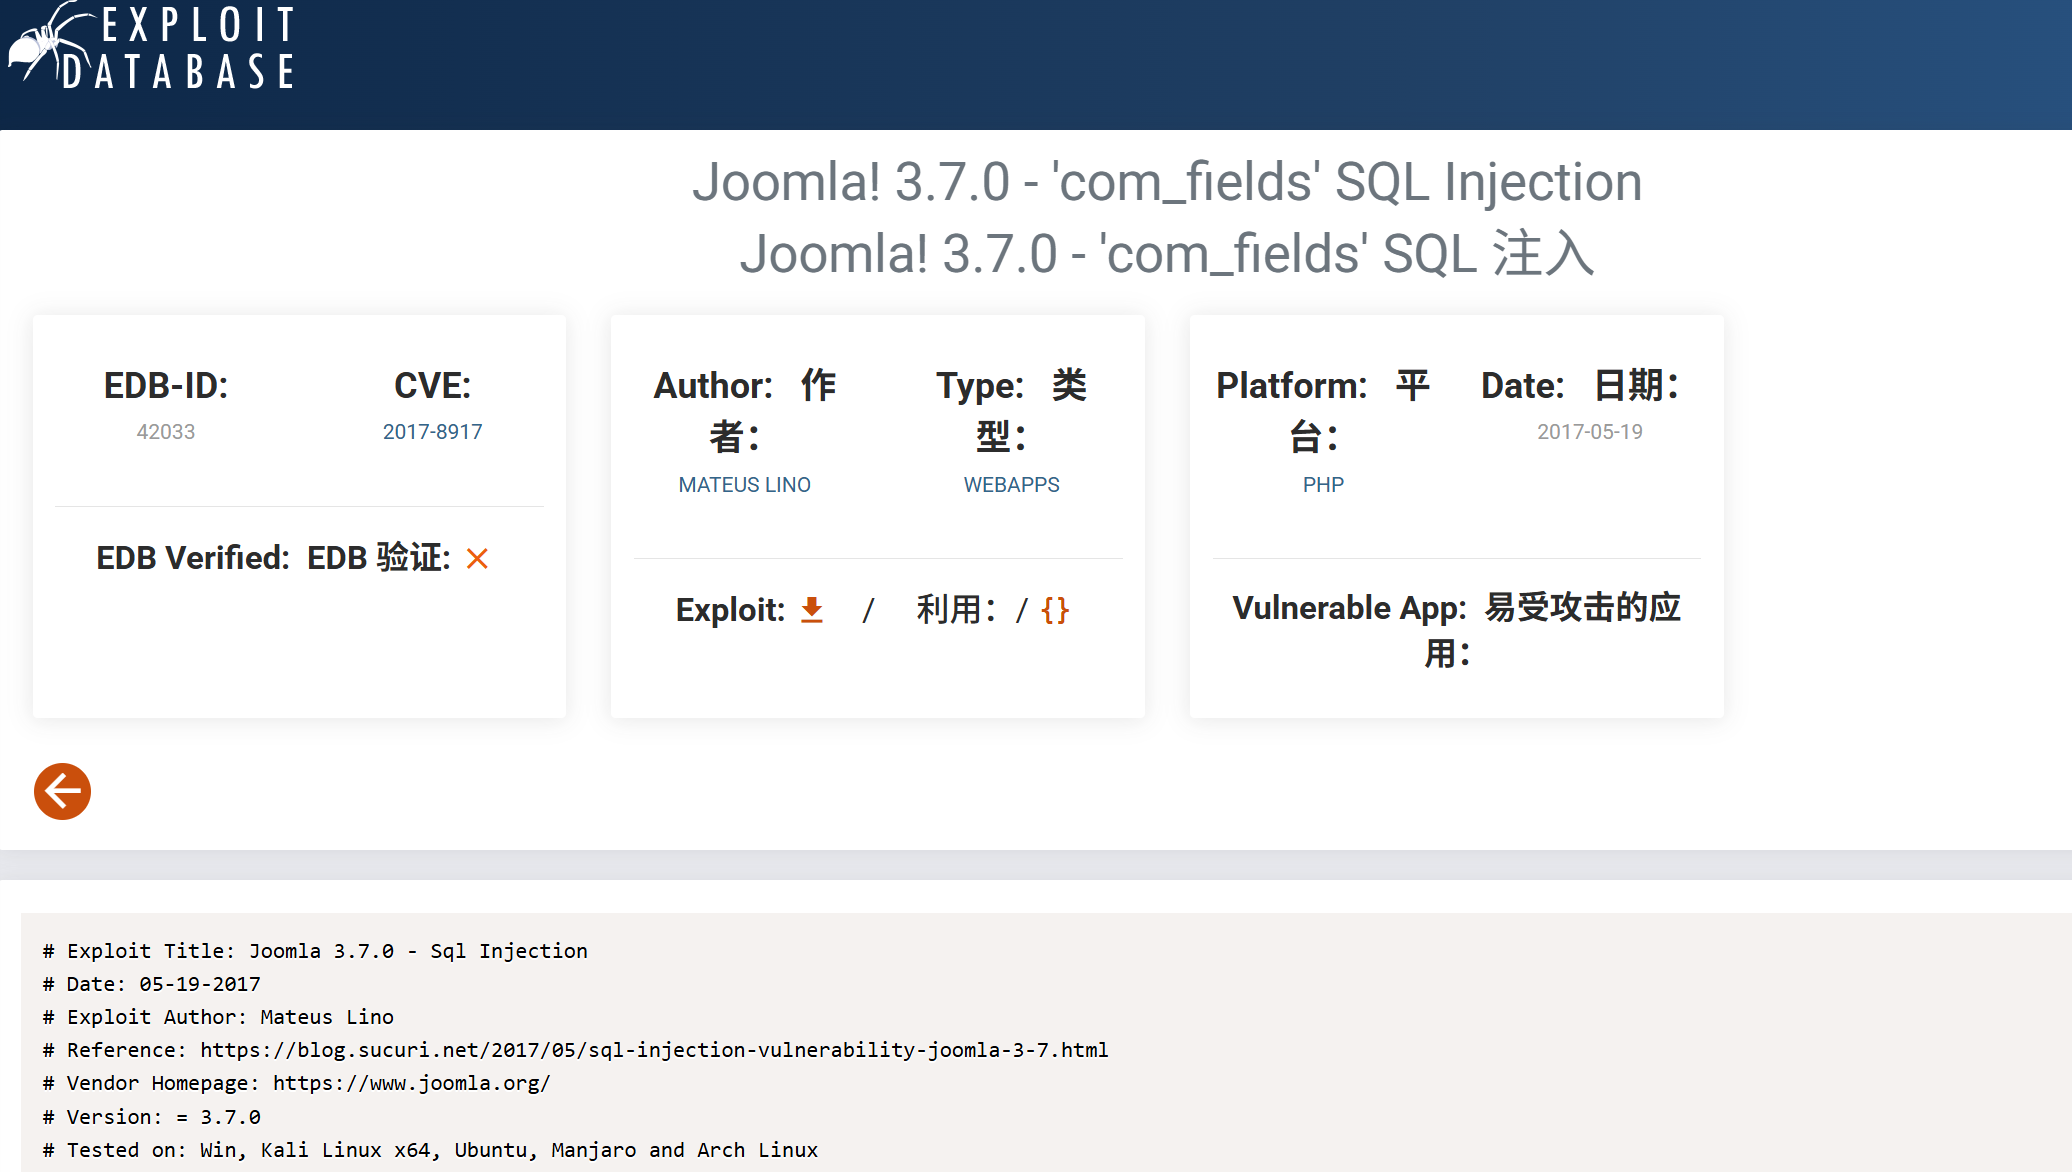 EXPLOIT
DATABASE
Joomla! 3.7.0 - 'com_fields' SQL Injection
Joomla! 3.7.0 - 'com_fields' SQL 注入
EDB-ID:
42033
CVE:
2017-8917
EDB Verified: EDB 验证:
Author: 作
者：
MATEUS LINO
Type: 类
型：
WEBAPPS
Exploit: / 利用： / {}
Platform: 平
台：
PHP
Date: 日期：
2017-05-19
Vulnerable App: 易受攻击的应
用：
# Exploit Title: Joomla 3.7.0 - Sql Injection
# Date: 05-19-2017
# Exploit Author: Mateus Lino
# Reference: https://blog.sucuri.net/2017/05/sql-injection-vulnerability-joomla-3-7.html
# Vendor Homepage: https://www.joomla.org/
# Version: = 3.7.0
# Tested on: Win, Kali Linux x64, Ubuntu, Manjaro and Arch Linux